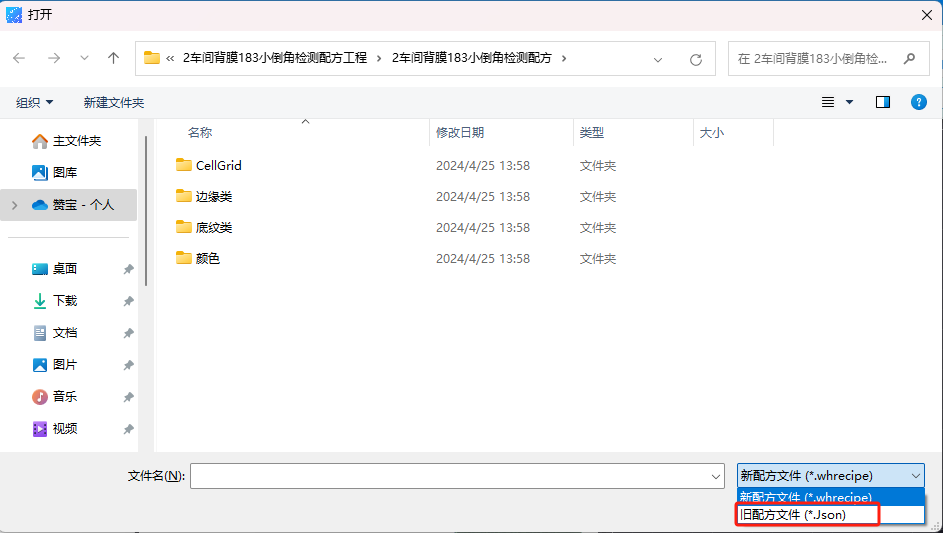 打开
« 2车间背膜183小倒角检测配方工程 › 2车间背膜183小倒角检测配方 ›
在 2车间背膜183小倒角检测...
组织 新建文件夹
主文件夹
图库
赞宝 - 个人
桌面
下载
文档
图片
音乐
视频
名称 修改日期 类型 大小
CellGrid 2024/4/25 13:58 文件夹
边缘类 2024/4/25 13:58 文件夹
底纹类 2024/4/25 13:58 文件夹
颜色 2024/4/25 13:58 文件夹
文件名(N): 新配方文件 (*.whrecipe)
新配方文件 (*.whrecipe)
旧配方文件 (*.Json)